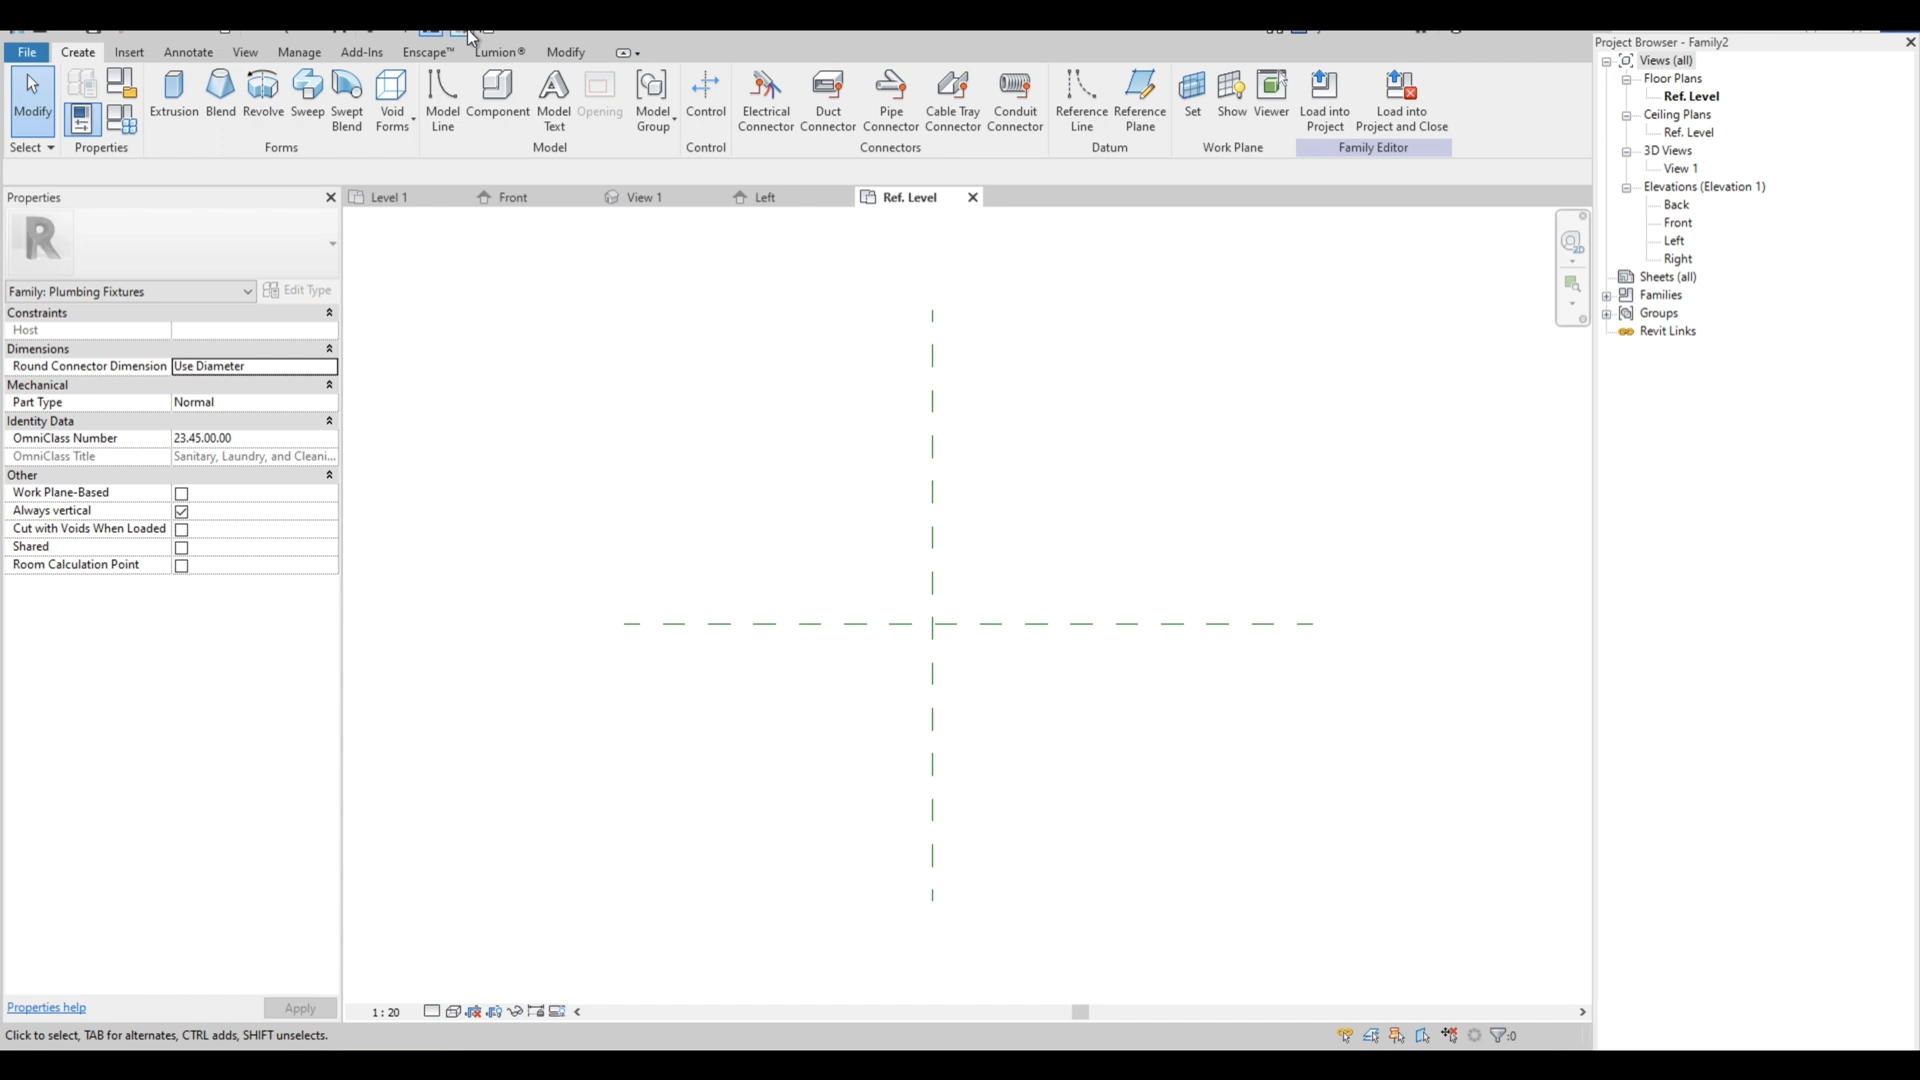 File Create Insert Annotate View Manage Add-Ins Enscape™ Lumion® Modify
Modify Extrusion Blend Revolve Sweep Swept Blend Void Forms Model Line Component Model Text Opening Model Group Control Electrical Connector Duct Connector Pipe Connector Cable Tray Connector Conduit Connector Reference Line Reference Plane Set Show Viewer Load into Project Load into Project and Close
Select Properties Forms Model Control Connectors Datum Work Plane Family Editor
Properties
Level 1 Front View 1 Left Ref. Level
R
Family: Plumbing Fixtures Edit Type
Constraints
Host
Dimensions
Round Connector Dimension Use Diameter
Mechanical
Part Type Normal
Identity Data
OmniClass Number 23.45.00.00
OmniClass Title Sanitary, Laundry, and Cleani...
Other
Work Plane-Based
Always vertical
Cut with Voids When Loaded
Shared
Room Calculation Point
Properties help Apply
2D
1 : 20
Click to select, TAB for alternates, CTRL adds, SHIFT unselects.
:0
Project Browser - Family2
Views (all)
Floor Plans
Ref. Level
Ceiling Plans
Ref. Level
3D Views
View 1
Elevations (Elevation 1)
Back
Front
Left
Right
Sheets (all)
Families
Groups
Revit Links